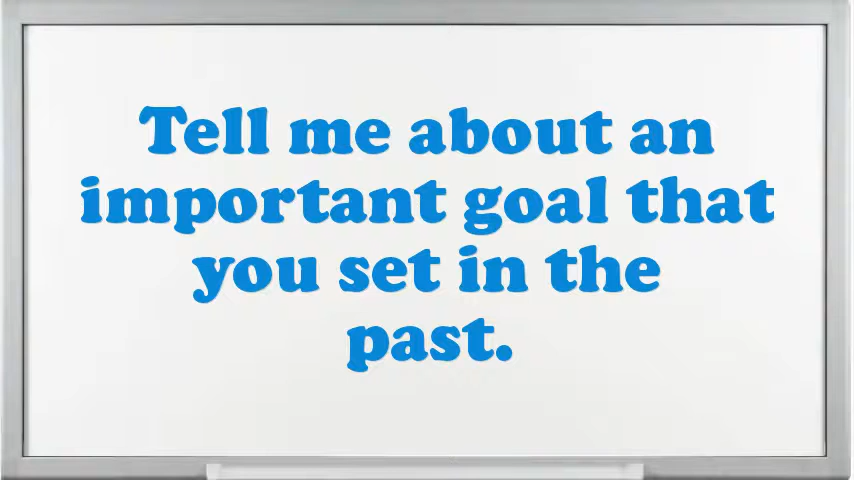 Tell me about an
important goal that
you set in the
past.